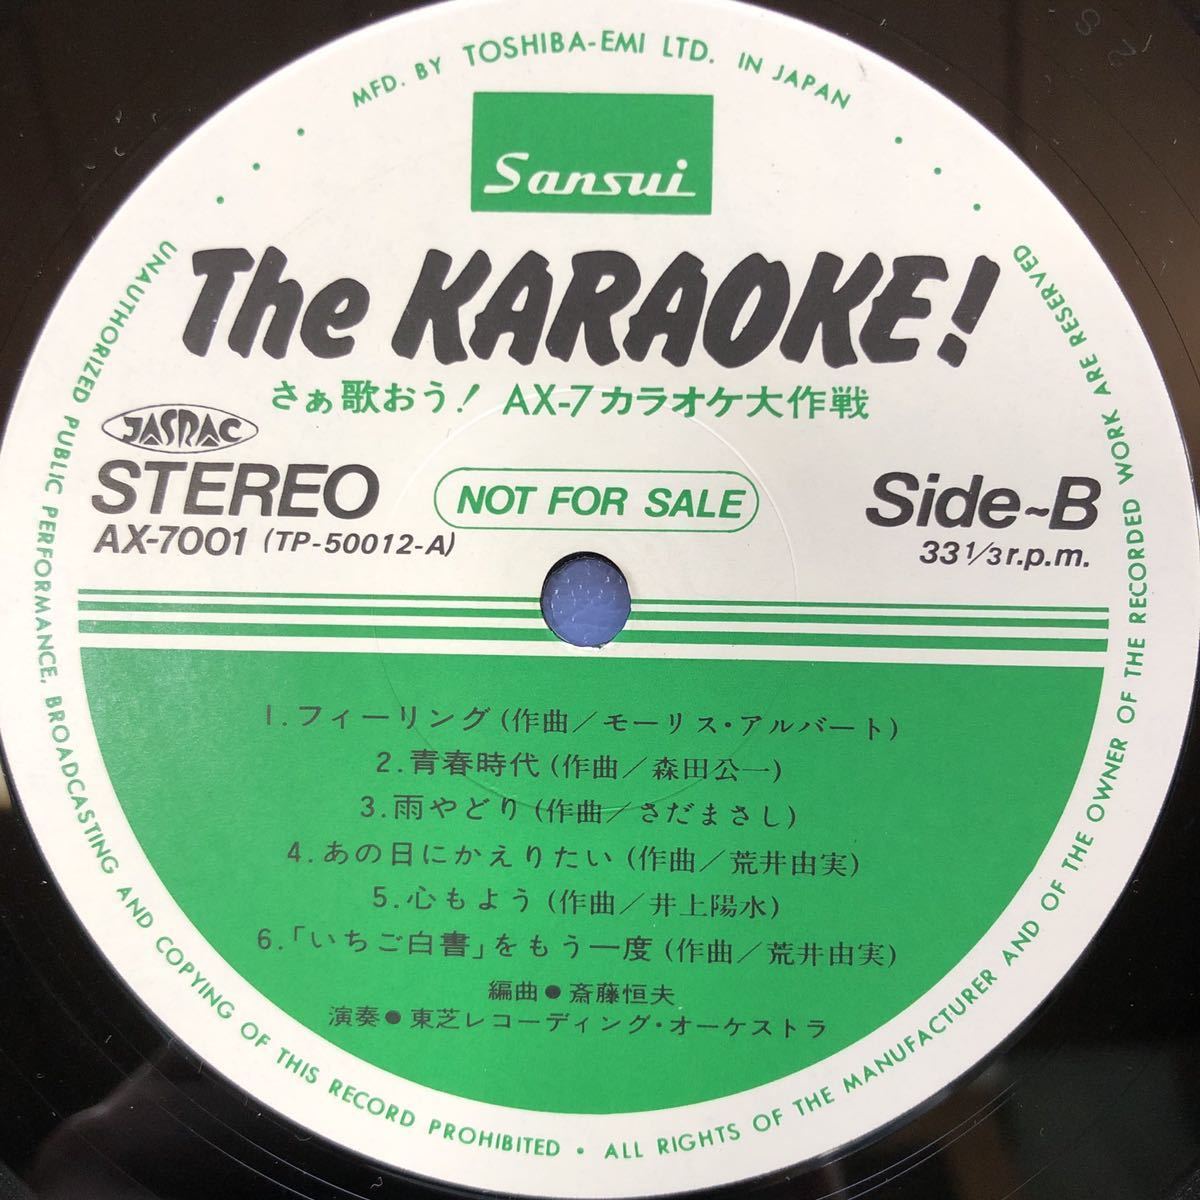 MFD. BY TOSHIBA-EMI LTD. IN JAPAN
Sansui
The KARAOKE!
さぁ歌おう! AX-7カラオケ大作戦
JASRAC
STEREO
AX-7001 (TP-50012-A)
NOT FOR SALE
Side~B
33 1/3 r.p.m.
1.フィーリング(作曲/モーリス・アルバート)
2.青春時代(作曲/森田公一)
3.雨やどり(作曲/さだまさし)
4.あの日にかえりたい(作曲/荒井由実)
5.心もよう(作曲/井上陽水)
6.「いちご白書」をもう一度(作曲/荒井由実)
編曲●斎藤恒夫
演奏●東芝レコーディング・オーケストラ
UNAUTHORIZED PUBLIC PERFORMANCE, BROADCASTING AND COPYING OF THIS RECORD PROHIBITED • ALL RIGHTS OF THE MANUFACTURER AND OF THE OWNER OF THE RECORDED WORK ARE RESERVED